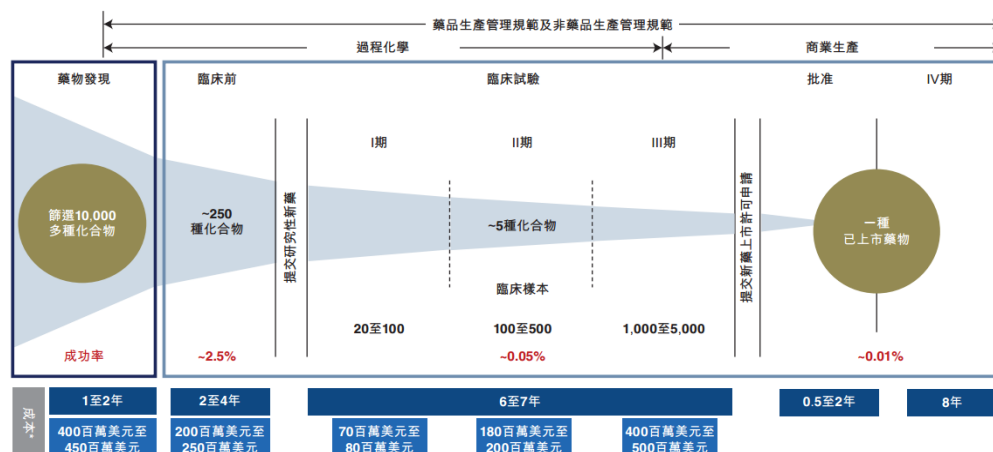 藥品生產管理規範及非藥品生產管理規範
過程化學
商業生產
藥物發現
臨床前
臨床試驗
批准
IV期
I期
II期
III期
篩選10,000
多種化合物
~250
種化合物
提交研究性新藥
~5種化合物
提交新藥上市許可申請
一種
已上市藥物
臨床樣本
20至100
100至500
1,000至5,000
成功率
~2.5%
~0.05%
~0.01%
成本*
1至2年
2至4年
6至7年
0.5至2年
8年
400百萬美元至
450百萬美元
200百萬美元至
250百萬美元
70百萬美元至
80百萬美元
180百萬美元至
200百萬美元
400百萬美元至
500百萬美元